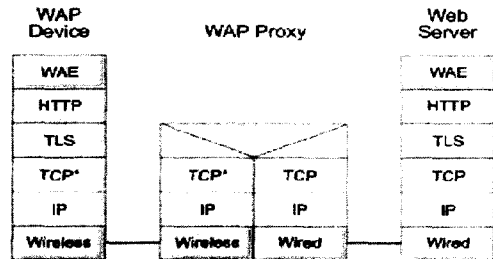 WAP Device
WAP Proxy
Web Server
WAE
HTTP
TLS
TCP*
IP
Wireless
TCP*
IP
Wireless
TCP
IP
Wired
WAE
HTTP
TLS
TCP
IP
Wired